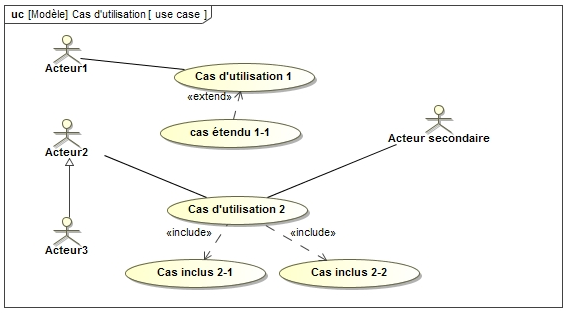 uc [Modèle] Cas d'utilisation [ use case ]
Acteur1
Cas d'utilisation 1
«extend»
cas étendu 1-1
Acteur2
Acteur secondaire
Cas d'utilisation 2
«include»
«include»
Acteur3
Cas inclus 2-1
Cas inclus 2-2